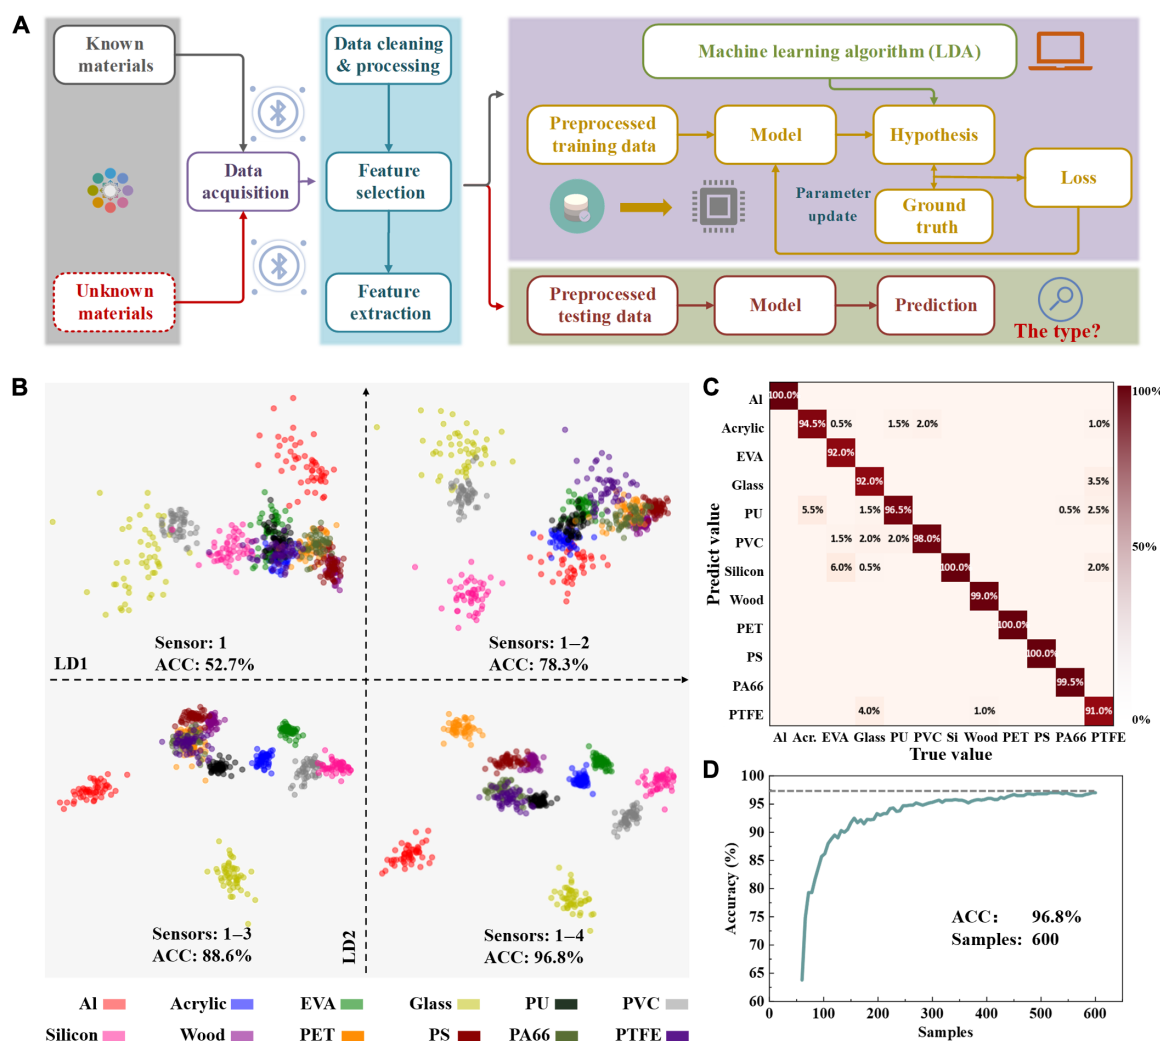 A
Known
materials
Unknown
materials
Data
acquisition
Data cleaning
& processing
Feature
selection
Feature
extraction
Machine learning algorithm (LDA)
Preprocessed
training data
Model
Hypothesis
Loss
Parameter
update
Ground
truth
Preprocessed
testing data
Model
Prediction
The type?
B
Sensor: 1
ACC: 52.7%
Sensors: 1–2
ACC: 78.3%
LD1
Sensors: 1–3
ACC: 88.6%
LD2
Sensors: 1–4
ACC: 96.8%
Al Acrylic EVA Glass PU PVC
Silicon Wood PET PS PA66 PTFE
C
Predict value
Al 100.0%
Acrylic 94.5% 0.5% 1.5% 2.0% 1.0%
EVA 92.0%
Glass 92.0% 3.5%
PU 5.5% 1.5% 96.5% 0.5% 2.5%
PVC 1.5% 2.0% 2.0% 98.0%
Silicon 6.0% 0.5% 100.0% 2.0%
Wood 99.0%
PET 100.0%
PS 100.0%
PA66 99.5%
PTFE 4.0% 1.0% 91.0%
Al Acr. EVA Glass PU PVC Si Wood PET PS PA66 PTFE
True value
100%
50%
0%
D
Accuracy (%)
100
95
90
85
80
75
70
65
60
ACC: 96.8%
Samples: 600
0 100 200 300 400 500 600
Samples